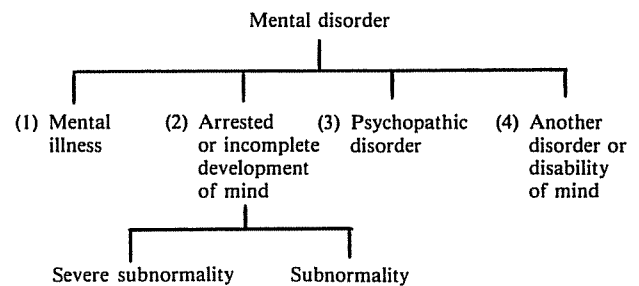 Mental disorder
(1) Mental
illness
(2) Arrested
or incomplete
development
of mind
(3) Psychopathic
disorder
(4) Another
disorder or
disability
of mind
Severe subnormality
Subnormality